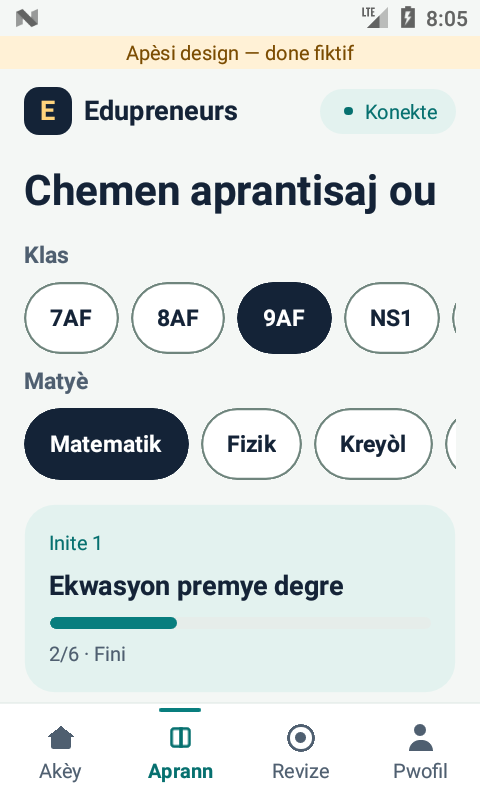 LTE 8:05
Apèsi design — done fiktif
E Edupreneurs
Konekte
Chemen aprantisaj ou
Klas
7AF 8AF 9AF NS1
Matyè
Matematik Fizik Kreyòl
Inite 1
Ekwasyon premye degre
2/6 · Fini
Akèy Aprann Revize Pwofil